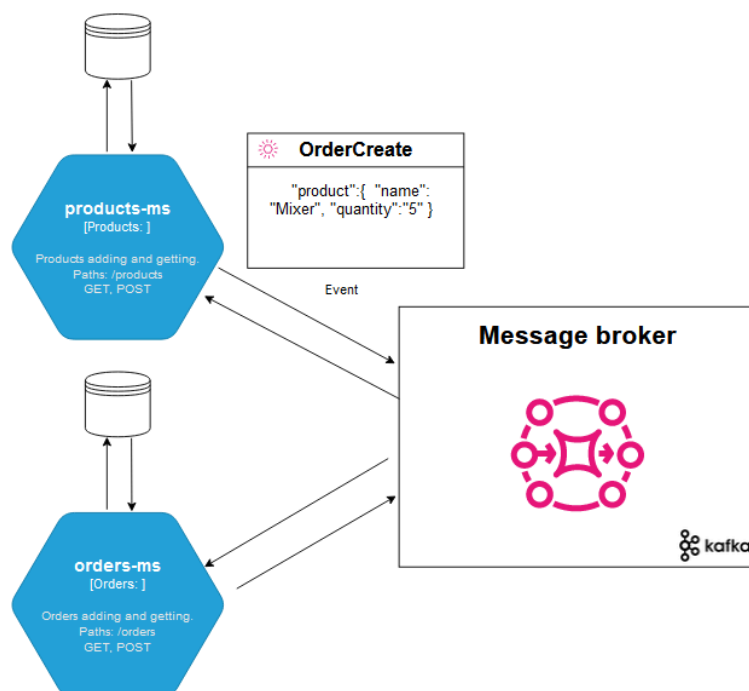 OrderCreate
"product":{ "name":
"Mixer", "quantity":"5" }
products-ms
[Products: ]
Products adding and getting.
Paths: /products
GET, POST
Event
Message broker
kafka
orders-ms
[Orders: ]
Orders adding and getting.
Paths: /orders
GET, POST